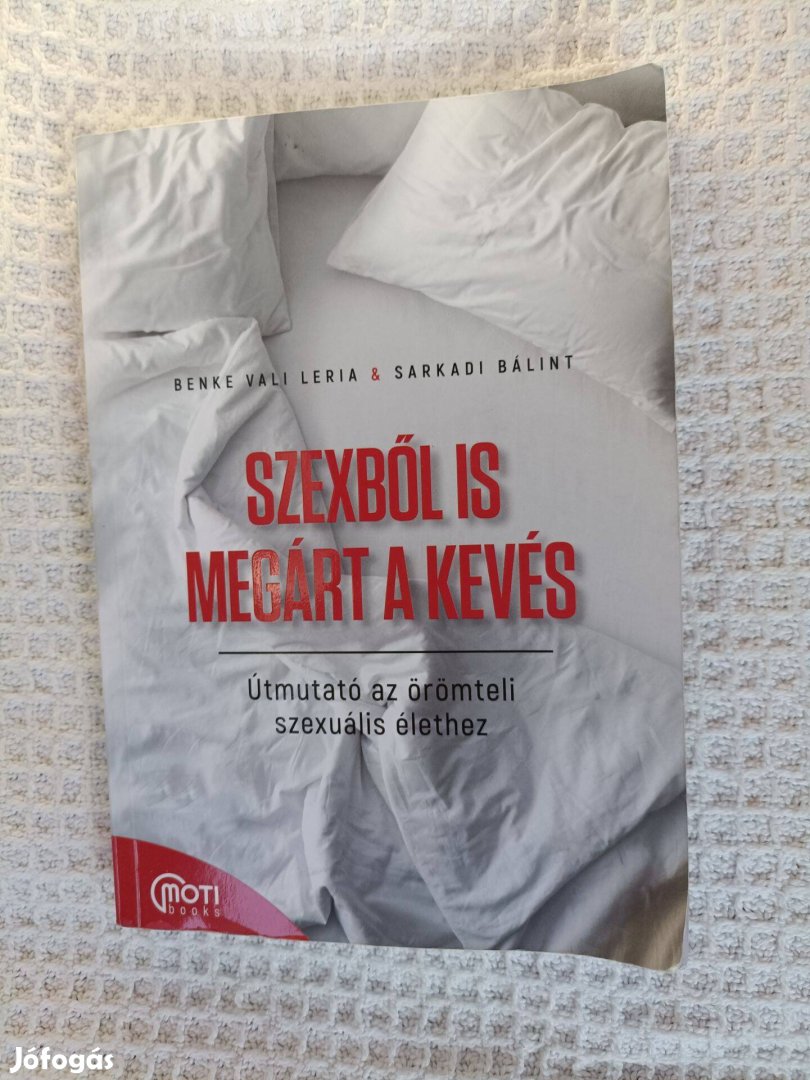 BENKE VALI LERIA & SARKADI BÁLINT
SZEXBŐL IS
MEGÁRT A KEVÉS
Útmutató az örömteli
szexuális élethez
MOTI
books
Jófogás